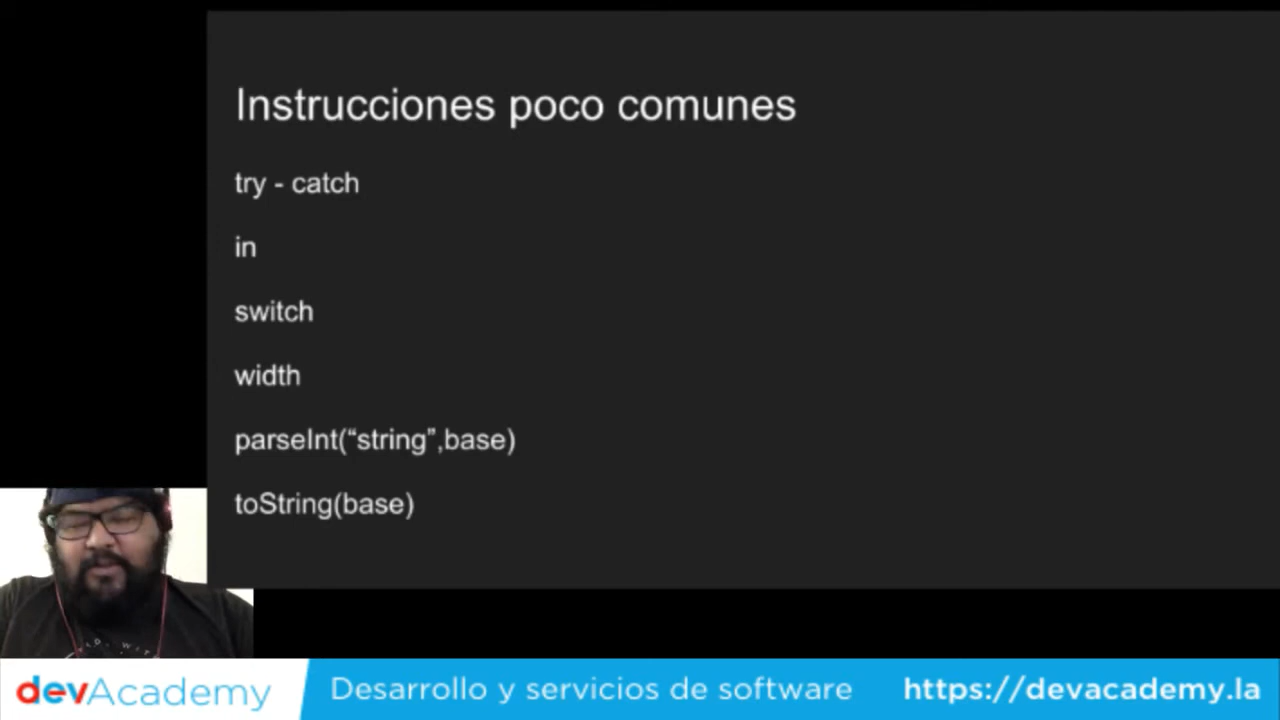 Instrucciones poco comunes
try - catch
in
switch
width
parseInt(“string”,base)
toString(base)
devAcademy
Desarrollo y servicios de software
https://devacademy.la